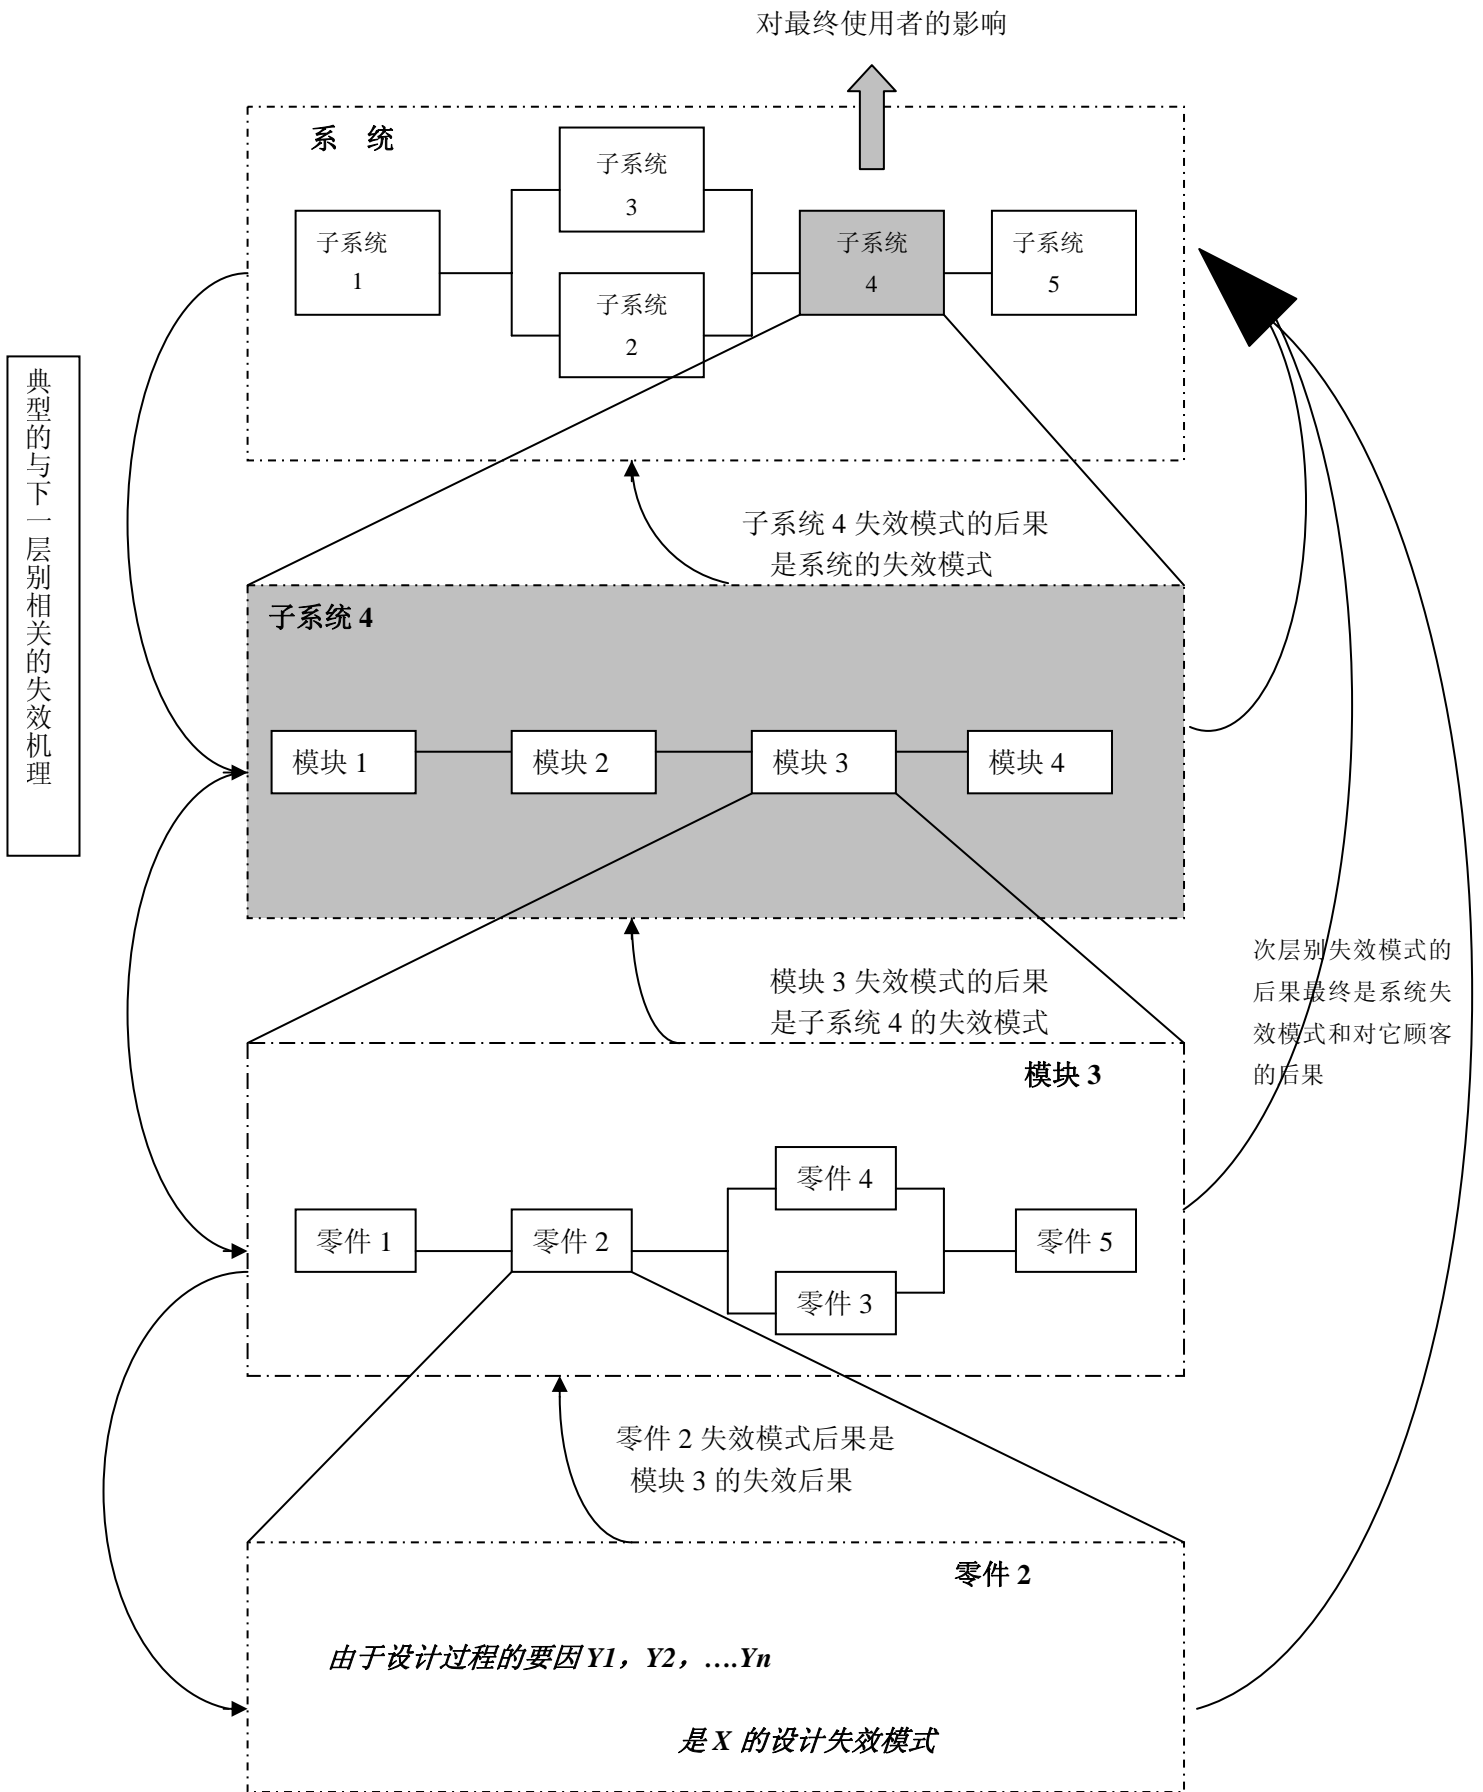 对最终使用者的影响
系 统
子系统
3
子系统
1
子系统
2
子系统
4
子系统
5
典型的与下一层别相关的失效机理
子系统 4 失效模式的后果
是系统的失效模式
子系统 4
模块 1
模块 2
模块 3
模块 4
次层别失效模式的
后果最终是系统失
效模式和对它顾客
的后果
模块 3 失效模式的后果
是子系统 4 的失效模式
模块 3
零件 4
零件 1
零件 2
零件 5
零件 3
零件 2 失效模式后果是
模块 3 的失效后果
零件 2
由于设计过程的要因 Y1，Y2，….Yn
是 X 的设计失效模式